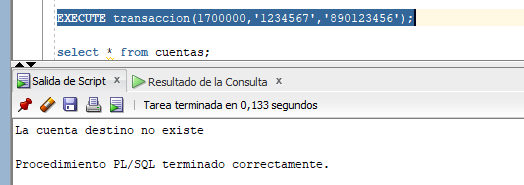 EXECUTE transaccion(1700000,'1234567','890123456');
select * from cuentas;
Salida de Script x Resultado de la Consulta x
Tarea terminada en 0,133 segundos
La cuenta destino no existe
Procedimiento PL/SQL terminado correctamente.